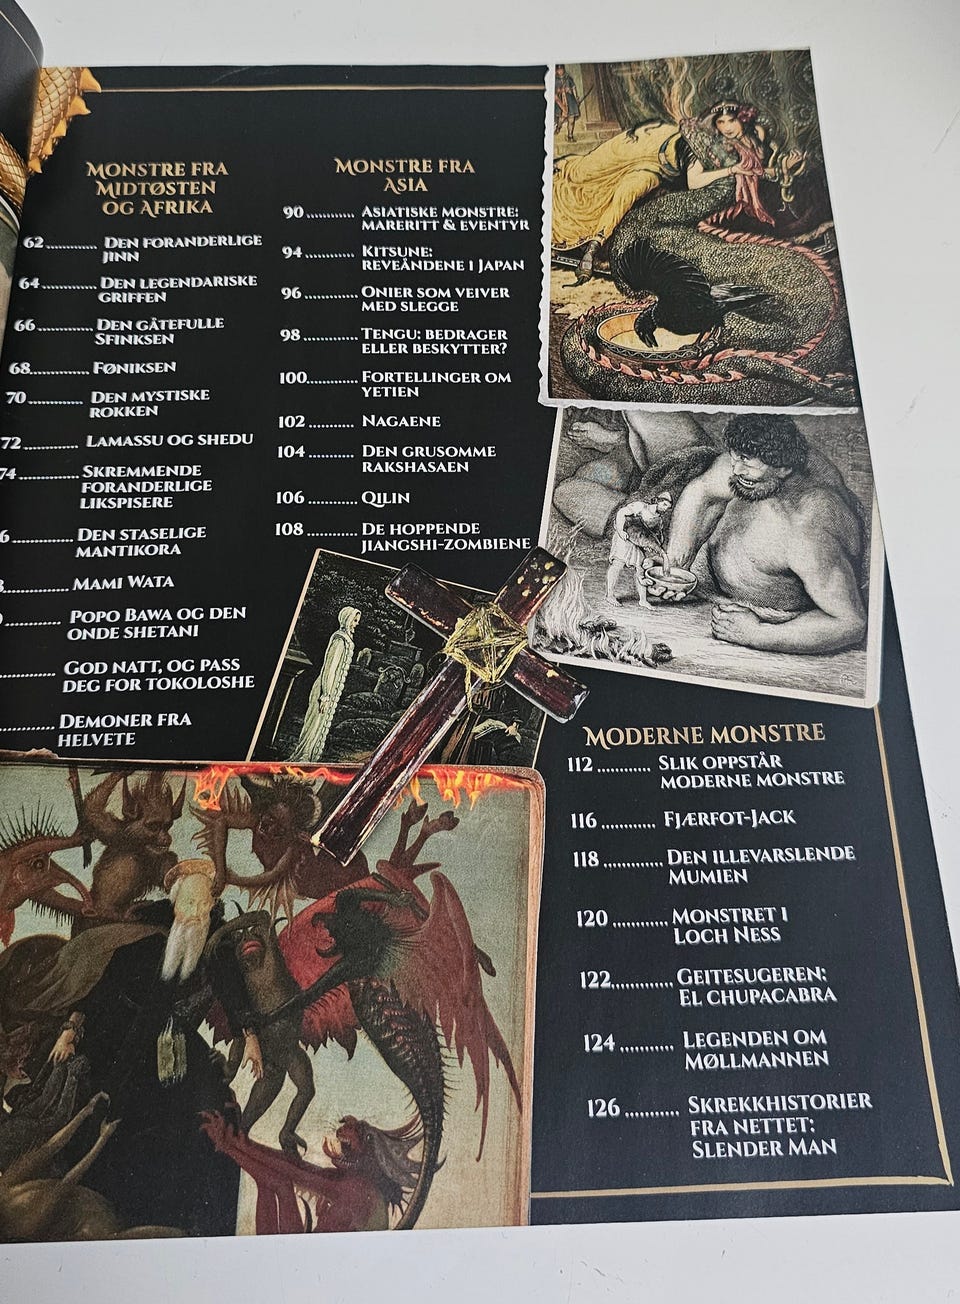 Monstre fra
Midtøsten
og Afrika
62............ Den foranderlige
jinn
64............ Den legendariske
griffen
66............ Den gåtefulle
sfinksen
68............ Føniksen
70............ Den mystiske
rokken
72............ Lamassu og shedu
74............ Skremmende
foranderlige
likspisere
6............ Den staselige
mantikora
............ Mami Wata
............ Popo Bawa og den
onde shetani
............ God natt, og pass
deg for tokoloshe
............ Demoner fra
helvete
Monstre fra
Asia
90............ Asiatiske monstre:
mareritt & eventyr
94............ Kitsune:
reveåndene i Japan
96............ Onier som veiver
med slegge
98............ Tengu: bedrager
eller beskytter?
100............ Fortellinger om
yetien
102............ Nagaene
104............ Den grusomme
rakshasaen
106............ Qilin
108............ De hoppende
jiangshi-zombiene
Moderne monstre
112............ Slik oppstår
moderne monstre
116............ Fjærfot-Jack
118............ Den illevarslende
mumien
120............ Monstret i
Loch Ness
122............ Geitesugeren:
El chupacabra
124............ Legenden om
Møllmannen
126............ Skrekkhistorier
fra nettet:
Slender Man